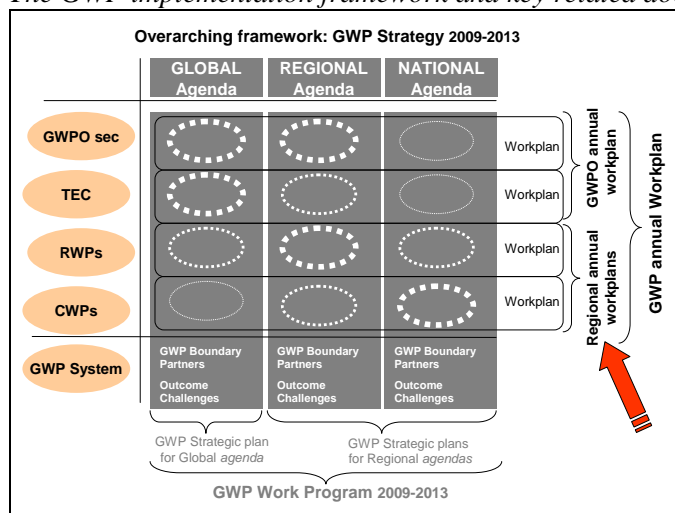 The GWP implementation framework and key related do
Overarching framework: GWP Strategy 2009-2013
GLOBAL
Agenda
REGIONAL
Agenda
NATIONAL
Agenda
GWPO sec
Workplan
TEC
Workplan
RWPs
Workplan
CWPs
Workplan
GWPO annual
workplan
Regional annual
workplans
GWP annual Workplan
GWP System
GWP Boundary
Partners
Outcome
Challenges
GWP Boundary
Partners
Outcome
Challenges
GWP Boundary
Partners
Outcome
Challenges
GWP Strategic plan
for Global agenda
GWP Strategic plans
for Regional agendas
GWP Work Program 2009-2013